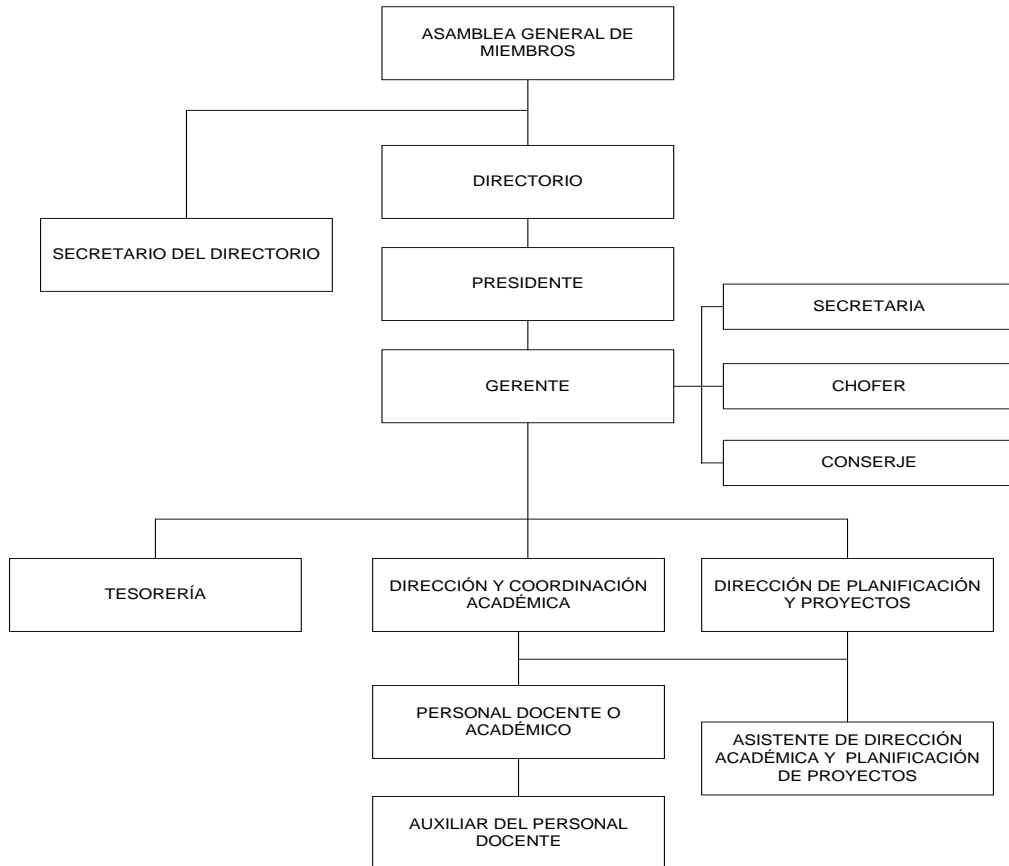 ASAMBLEA GENERAL DE
MIEMBROS
DIRECTORIO
SECRETARIO DEL DIRECTORIO
PRESIDENTE
SECRETARIA
GERENTE
CHOFER
CONSERJE
TESORERÍA
DIRECCIÓN Y COORDINACIÓN
ACADÉMICA
DIRECCIÓN DE PLANIFICACIÓN
Y PROYECTOS
PERSONAL DOCENTE O
ACADÉMICO
ASISTENTE DE DIRECCIÓN
ACADÉMICA Y PLANIFICACIÓN
DE PROYECTOS
AUXILIAR DEL PERSONAL
DOCENTE